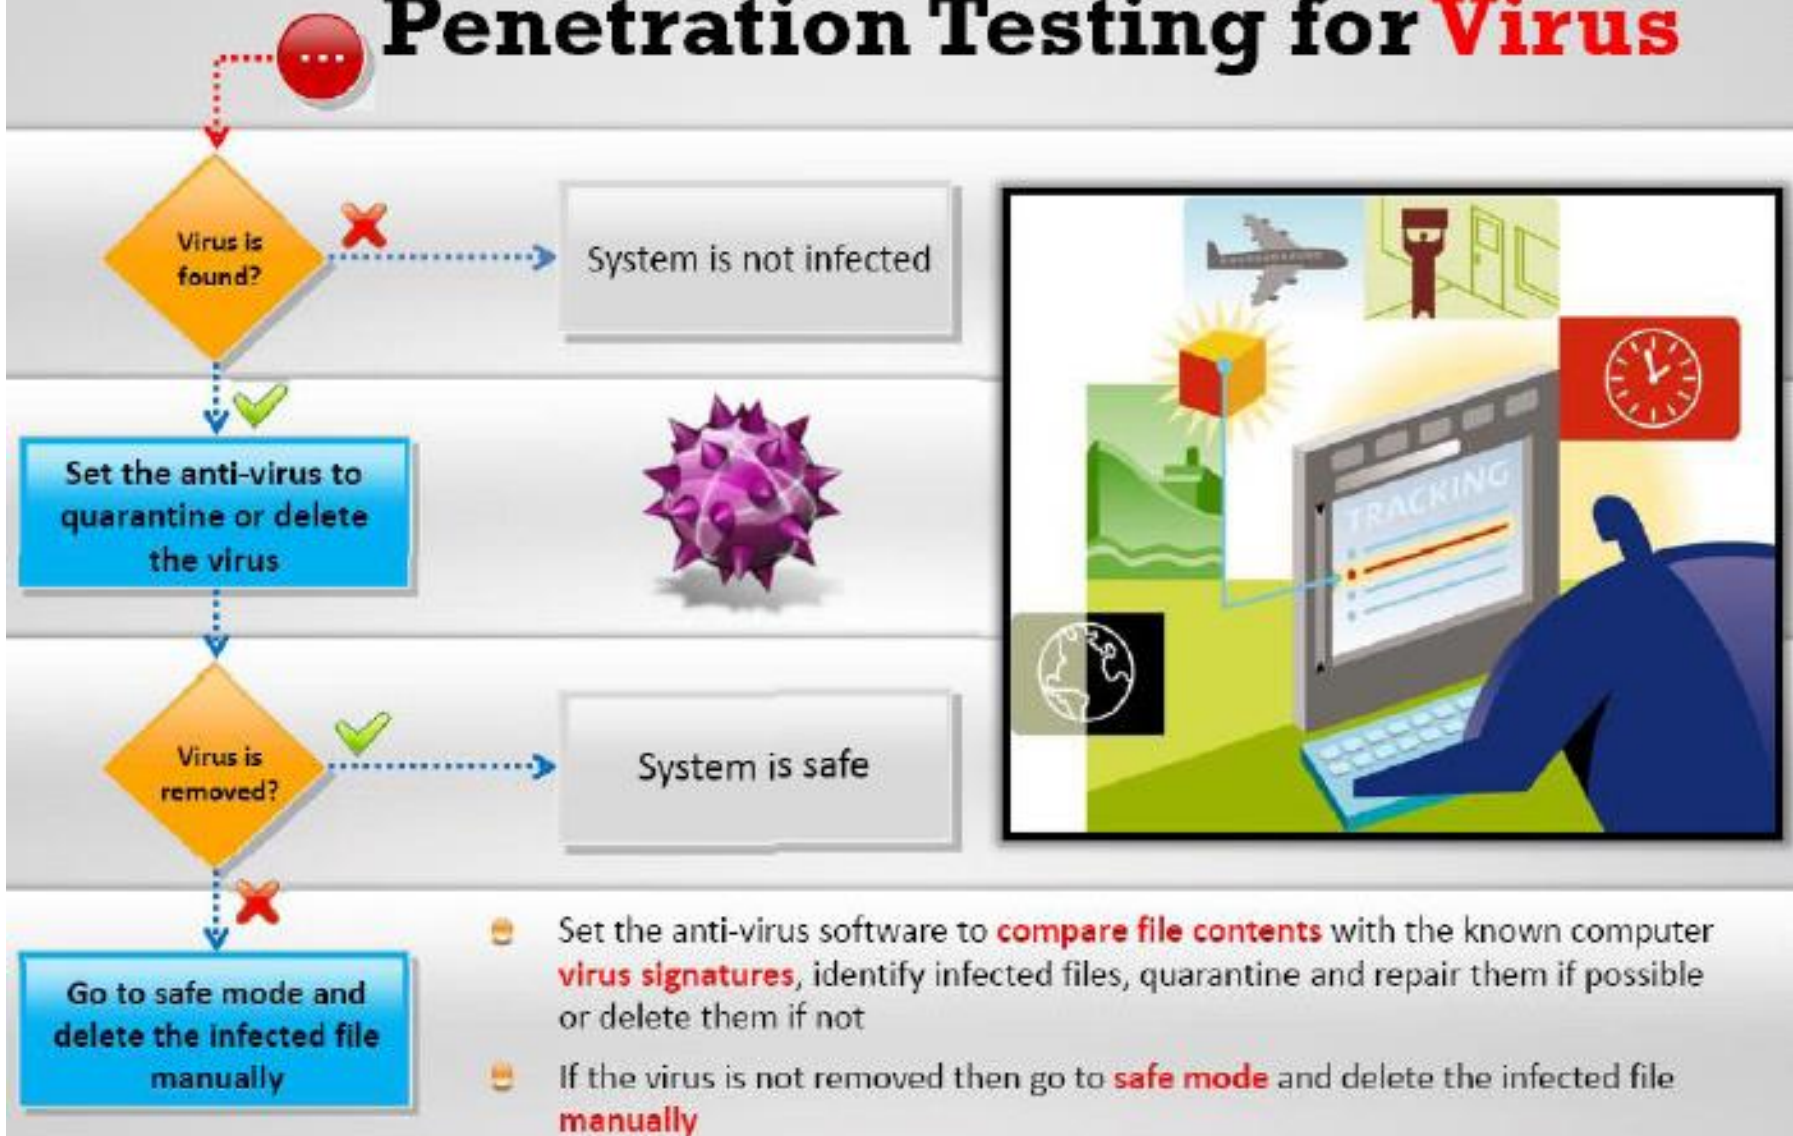 Penetration Testing for Virus
Virus is
found?
System is not infected
Set the anti-virus to
quarantine or delete
the virus
TRACKING
Virus is
removed?
System is safe
Go to safe mode and
delete the infected file
manually
Set the anti-virus software to compare file contents with the known computer
virus signatures, identify infected files, quarantine and repair them if possible
or delete them if not
If the virus is not removed then go to safe mode and delete the infected file
manually